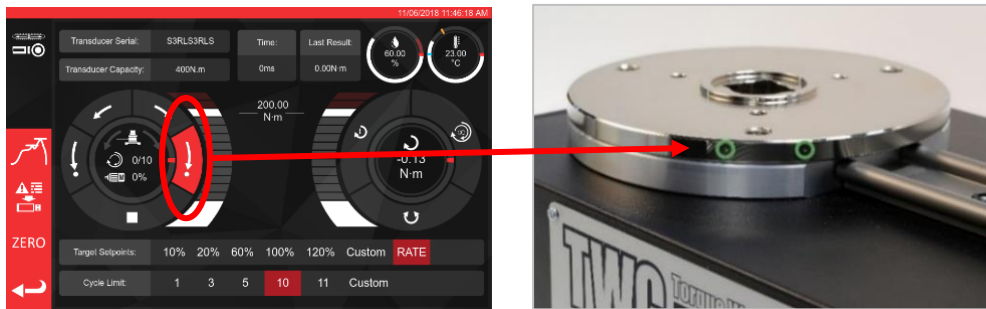 11/06/2018 11:46:18 AM
Transducer Serial: S3RLS3RLS Time: Last Result:
60.00 %
23.00 °C
Transducer Capacity: 400N.m 0ms 0.00N·m
200.00
N·m
0/10
0%
-0.13
N·m
ZERO
Target Setpoints: 10% 20% 60% 100% 120% Custom RATE
Cycle Limit: 1 3 5 10 11 Custom
TWC